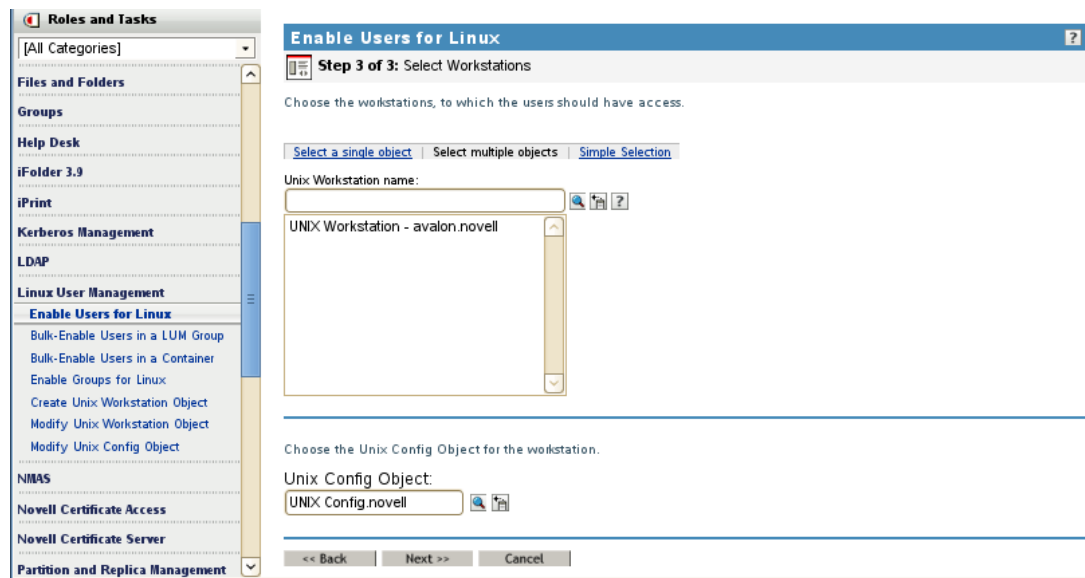 Roles and Tasks
[All Categories]
Files and Folders
Groups
Help Desk
iFolder 3.9
iPrint
Kerberos Management
LDAP
Linux User Management
Enable Users for Linux
Bulk-Enable Users in a LUM Group
Bulk-Enable Users in a Container
Enable Groups for Linux
Create Unix Workstation Object
Modify Unix Workstation Object
Modify Unix Config Object
NMAS
Novell Certificate Access
Novell Certificate Server
Partition and Replica Management
Enable Users for Linux ?
Step 3 of 3: Select Workstations
Choose the workstations, to which the users should have access.
Select a single object | Select multiple objects | Simple Selection
Unix Workstation name:
?
UNIX Workstation - avalon.novell
Choose the Unix Config Object for the workstation.
Unix Config Object:
UNIX Config.novell
<< Back Next >> Cancel